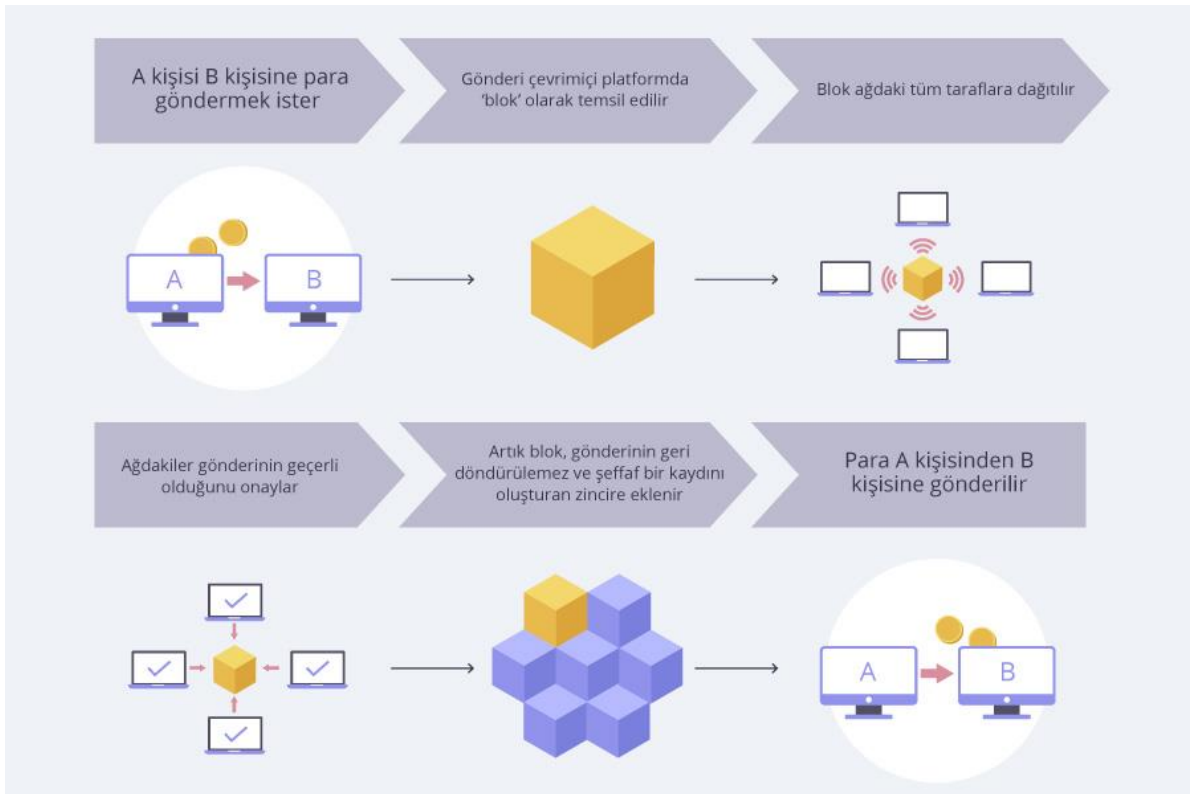 A kişisi B kişisine para
göndermek ister
Gönderi çevrimiçi platformda
‘blok’ olarak temsil edilir
Blok ağdaki tüm taraflara dağıtılır
A
B
Ağdakiler gönderinin geçerli
olduğunu onaylar
Artık blok, gönderinin geri
döndürülemez ve şeffaf bir kaydını
oluşturan zincire eklenir
Para A kişisinden B
kişisine gönderilir
A
B